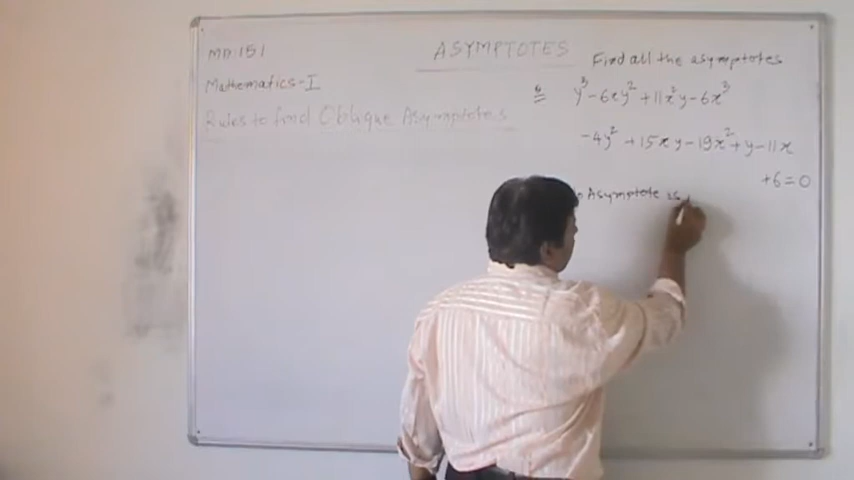 MA:151
ASYMPTOTES
Mathematics-I
Rules to find Oblique Asymptotes
Find all the asymptotes
y³-6xy²+11x²y-6x³
-4y²+15xy-19x²+y-11x
+6=0
Asymptote is